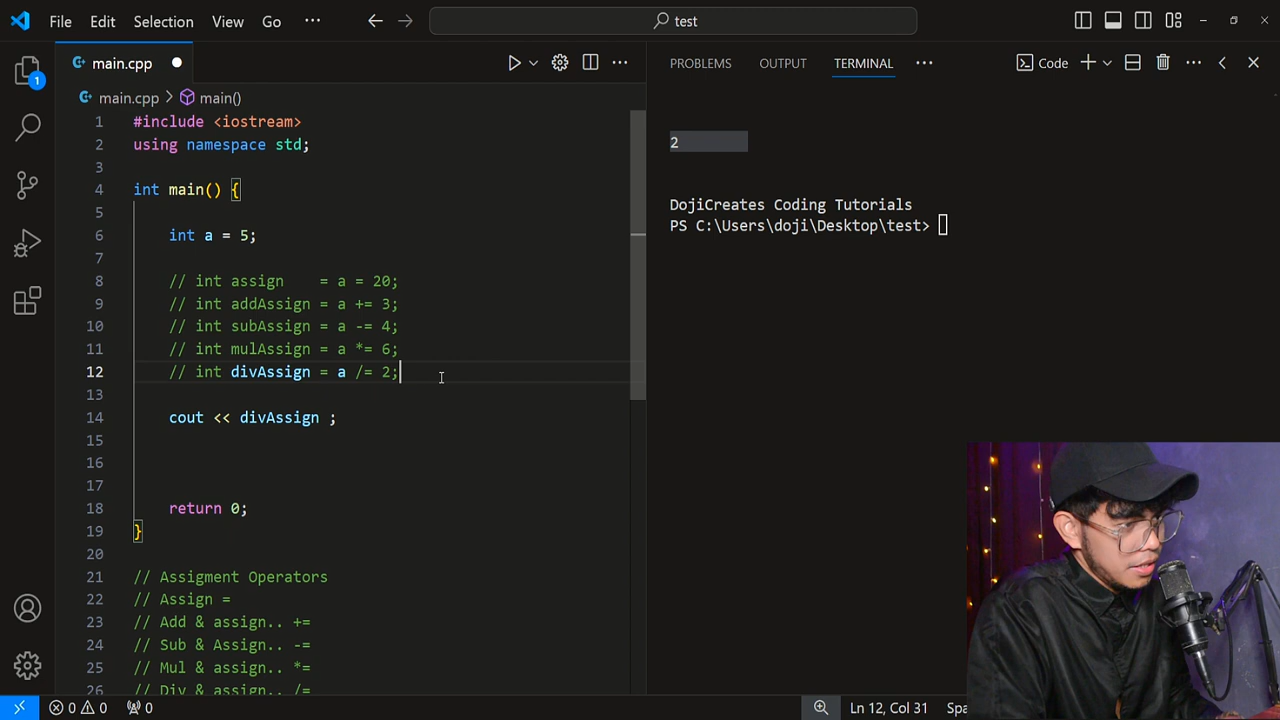 File Edit Selection View Go ··· test
main.cpp
PROBLEMS OUTPUT TERMINAL ··· Code
1
main.cpp > main()
1 #include <iostream>
2 using namespace std;
3
4 int main() {
5
6 int a = 5;
7
8 // int assign    = a = 20;
9 // int addAssign = a += 3;
10 // int subAssign = a -= 4;
11 // int mulAssign = a *= 6;
12 // int divAssign = a /= 2;
13
14 cout << divAssign ;
15
16
17
18 return 0;
19 }
20
21 // Assigment Operators
22 // Assign =
23 // Add & assign.. +=
24 // Sub & Assign.. -=
25 // Mul & assign.. *=
26 // Div & assign.. /=
2
DojiCreates Coding Tutorials
PS C:\Users\doji\Desktop\test>
0 0 0 Ln 12, Col 31